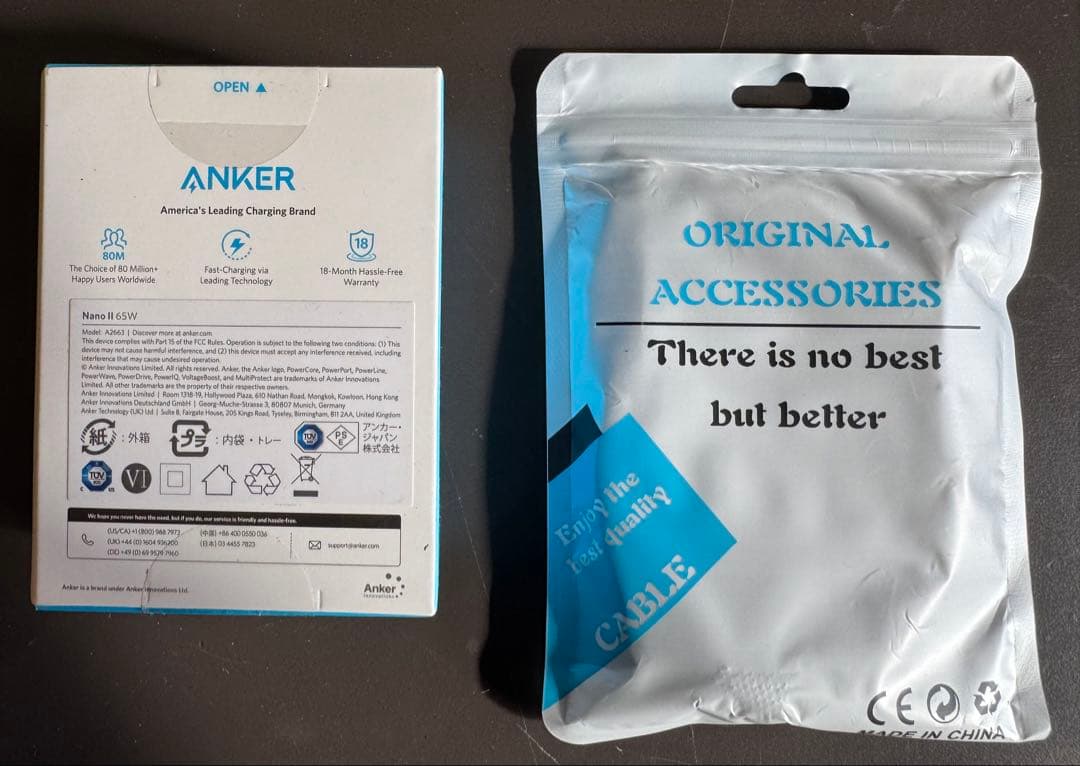 OPEN ▲
ANKER
America's Leading Charging Brand
80M
The Choice of 80 Million+
Happy Users Worldwide
Fast-Charging via
Leading Technology
18
18-Month Hassle-Free
Warranty
Nano II 65W
Model: A2663 | Discover more at anker.com
This device complies with Part 15 of the FCC Rules. Operation is subject to the following two conditions: (1) This
device may not cause harmful interference, and (2) this device must accept any interference received, including
interference that may cause undesired operation.
© Anker Innovations Limited. All rights reserved. Anker, the Anker logo, PowerCore, PowerPort, PowerLine,
PowerWave, PowerDrive, PowerIQ, VoltageBoost, and MultiProtect are trademarks of Anker Innovations
Limited. All other trademarks are the property of their respective owners.
Anker Innovations Limited | Room 1318-19, Hollywood Plaza, 610 Nathan Road, Mongkok, Kowloon, Hong Kong
Anker Innovations Deutschland GmbH | Georg-Muche-Strasse 3, 80807 Munich, Germany
Anker Technology (UK) Ltd | Suite B, Fairgate House, 205 Kings Road, Tyseley, Birmingham, B11 2AA, United Kingdom
紙 : 外箱
プラ : 内袋・トレー
TÜV
PSE
アンカー・
ジャパン
株式会社
TÜV
C US
VI
We hope you never have the need, but if you do, our service is friendly and hassle-free.
(US/CA) +1 (800) 988 7973
(中国) +86 400 0550 036
(UK) +44 (0) 1604 936200
(日本) 03 4455 7823
(DE) +49 (0) 69 9579 7960
support@anker.com
Anker is a brand under Anker Innovations Ltd.
Anker
Innovations
ORIGINAL
ACCESSORIES
There is no best
but better
Enjoy the
best quality
CABLE
CE
MADE IN CHINA